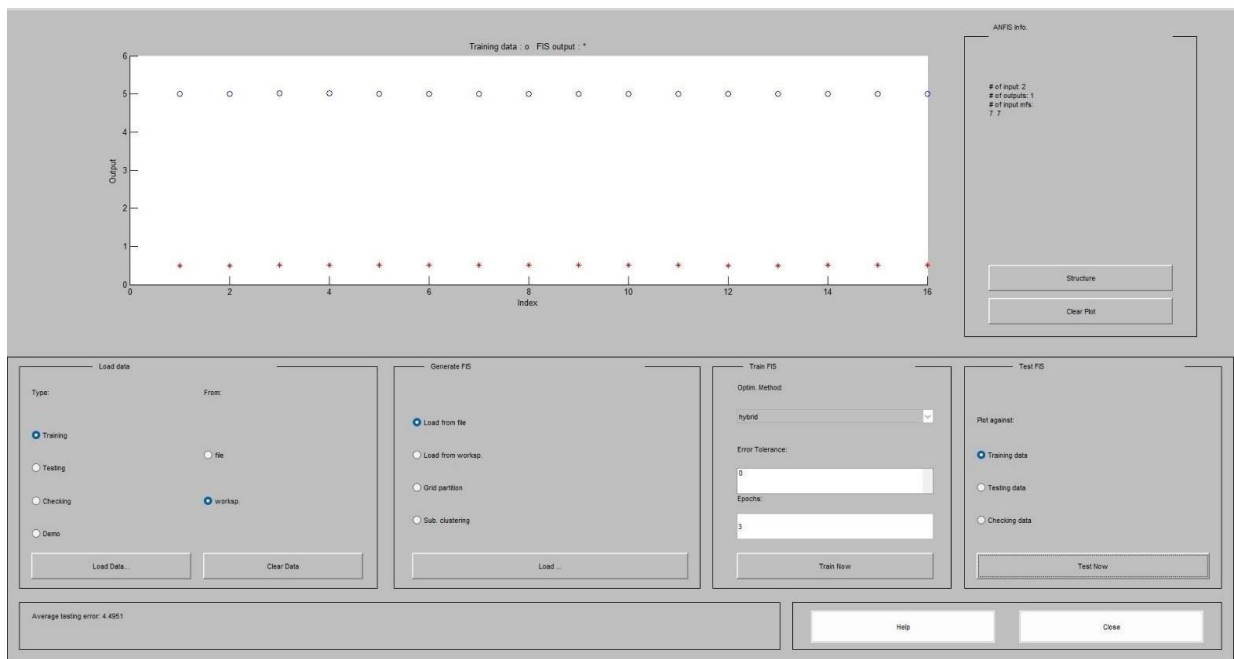 Training data : o   FIS output : *
6
5
4
3
2
1
0
Output
0 2 4 6 8 10 12 14 16
Index
ANFIS Info.
# of input: 2
# of outputs: 1
# of input mfs:
7 7
Structure
Clear Plot
Load data
Type:
From:
Training
Testing
Checking
Demo
file
worksp.
Load Data...
Clear Data
Generate FIS
Load from file
Load from worksp.
Grid partition
Sub. clustering
Load ...
Train FIS
Optim. Method:
hybrid
Error Tolerance:
0
Epochs:
3
Train Now
Test FIS
Plot against:
Training data
Testing data
Checking data
Test Now
Average testing error: 4.4951
Help
Close